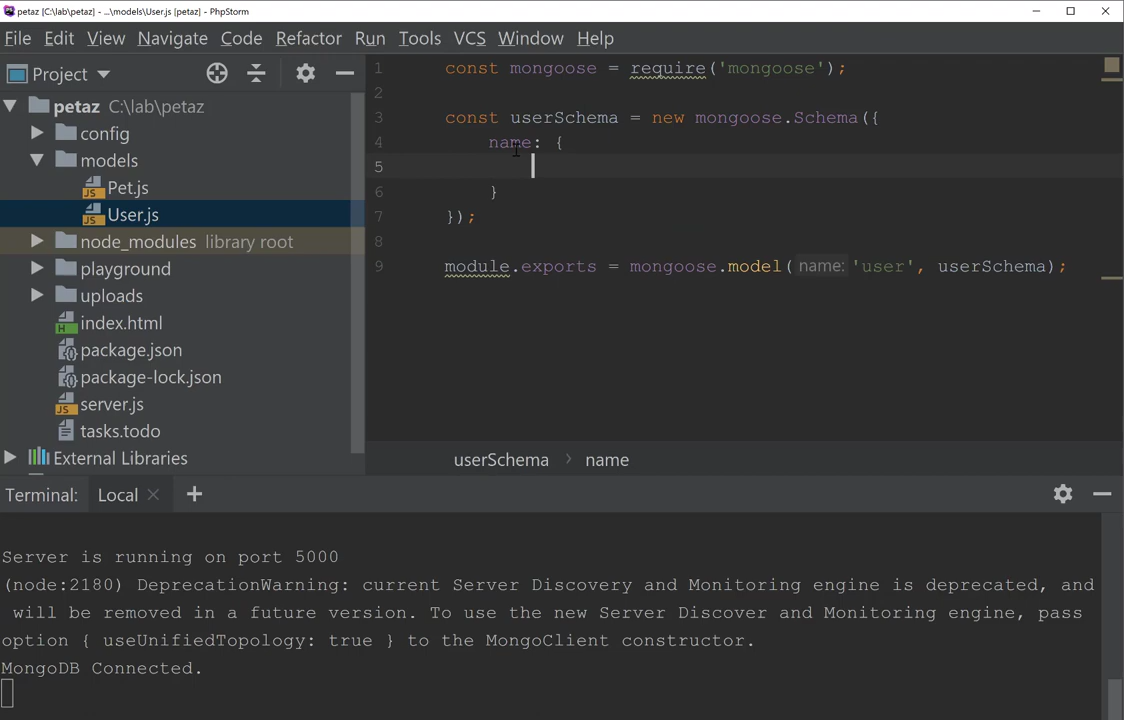 petaz [C:\lab\petaz] - ...\models\User.js [petaz] - PhpStorm
File Edit View Navigate Code Refactor Run Tools VCS Window Help
Project
petaz C:\lab\petaz
config
models
Pet.js
User.js
node_modules library root
playground
uploads
index.html
package.json
package-lock.json
server.js
tasks.todo
External Libraries
1 const mongoose = require('mongoose');
2
3 const userSchema = new mongoose.Schema({
4 name: {
5
6 }
7 });
8
9 module.exports = mongoose.model( name: 'user', userSchema);
userSchema › name
Terminal: Local × +
Server is running on port 5000
(node:2180) DeprecationWarning: current Server Discovery and Monitoring engine is deprecated, and
will be removed in a future version. To use the new Server Discover and Monitoring engine, pass
option { useUnifiedTopology: true } to the MongoClient constructor.
MongoDB Connected.